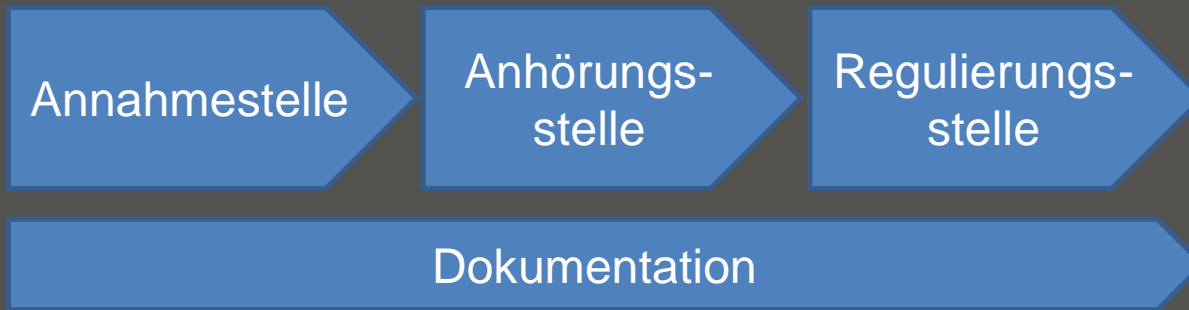 Annahmestelle
Anhörungs-
stelle
Regulierungs-
stelle
Dokumentation